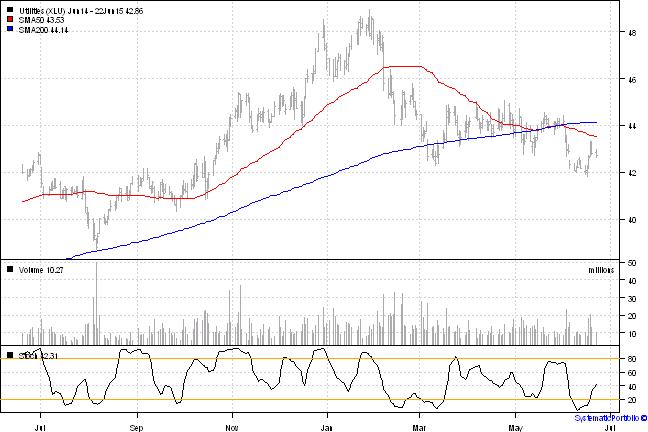 Utilities (XLU) Jun14 - 22Jun15 42.86
SMA50 43.53
SMA200 44.14
48
46
44
42
40
Volume 10.27
millions
50
40
30
20
10
42.31
80
60
40
20
Jul
Sep
Nov
Jan
Mar
May
Jul
SystematicPortfolio ©